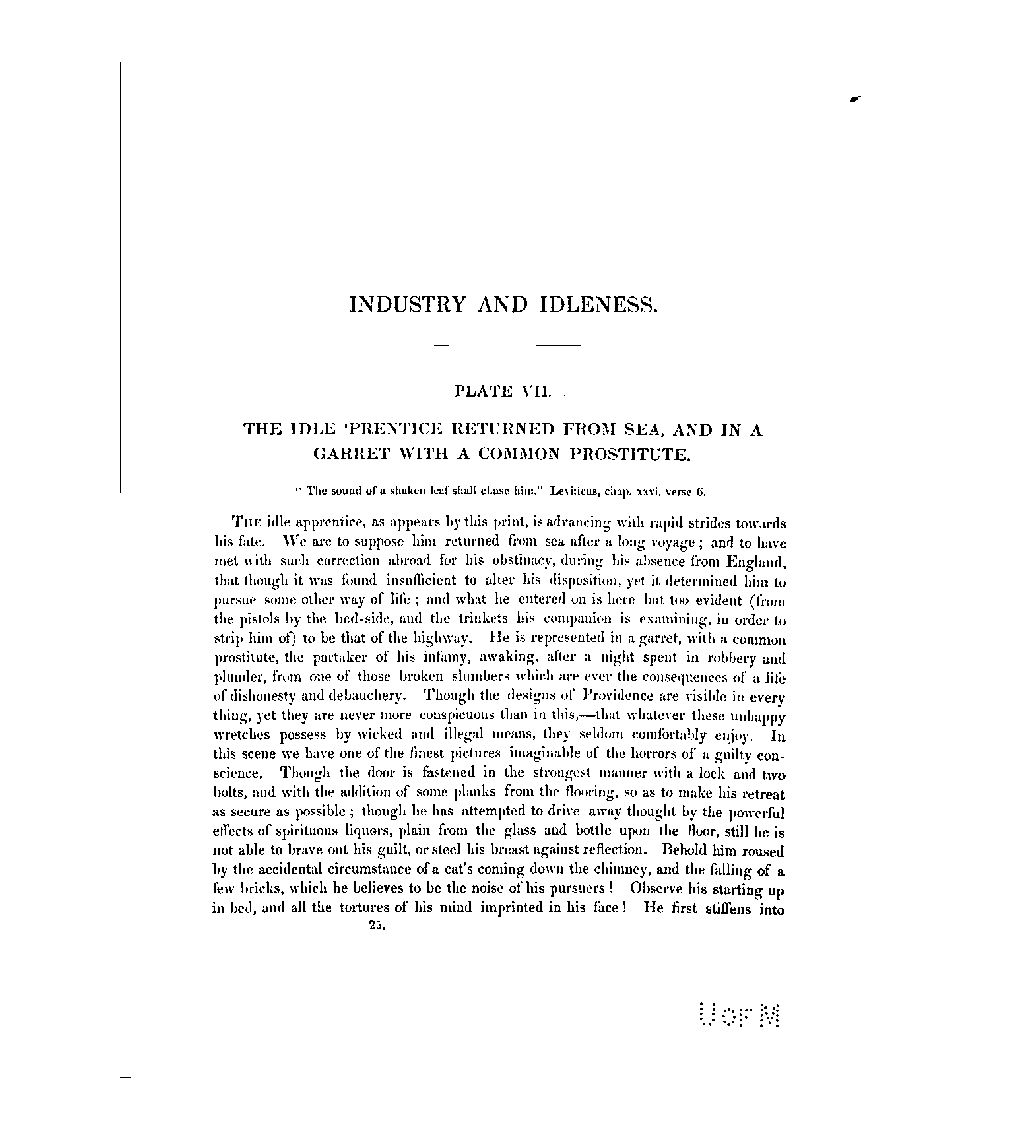 INDUSTRY AND IDLENESS.
PLATE VII.
THE IDLE 'PRENTICE RETURNED FROM SEA, AND IN A
GARRET WITH A COMMON PROSTITUTE.
" The sound of a shaken leaf shall chase him." Leviticus, chap. xxvi. verse 6.
THE idle apprentice, as appears by this print, is advancing with rapid strides towards
his fate. We are to suppose him returned from sea after a long voyage ; and to have
met with such correction abroad for his obstinacy, during his absence from England,
that though it was found insufficient to alter his disposition, yet it determined him to
pursue some other way of life ; and what he entered on is here but too evident (from
the pistols by the bed-side, and the trinkets his companion is examining, in order to
strip him of) to be that of the highway. He is represented in a garret, with a common
prostitute, the partaker of his infamy, awaking, after a night spent in robbery and
plunder, from one of those broken slumbers which are ever the consequences of a life
of dishonesty and debauchery. Though the designs of Providence are visible in every
thing, yet they are never more conspicuous than in this,—that whatever these unhappy
wretches possess by wicked and illegal means, they seldom comfortably enjoy. In
this scene we have one of the finest pictures imaginable of the horrors of a guilty con-
science. Though the door is fastened in the strongest manner with a lock and two
bolts, and with the addition of some planks from the flooring, so as to make his retreat
as secure as possible ; though he has attempted to drive away thought by the powerful
effects of spirituous liquors, plain from the glass and bottle upon the floor, still he is
not able to brave out his guilt, or steel his breast against reflection. Behold him roused
by the accidental circumstance of a cat's coming down the chimney, and the falling of a
few bricks, which he believes to be the noise of his pursuers ! Observe his starting up
in bed, and all the tortures of his mind imprinted in his face ! He first stiffens into
25.
U OF M